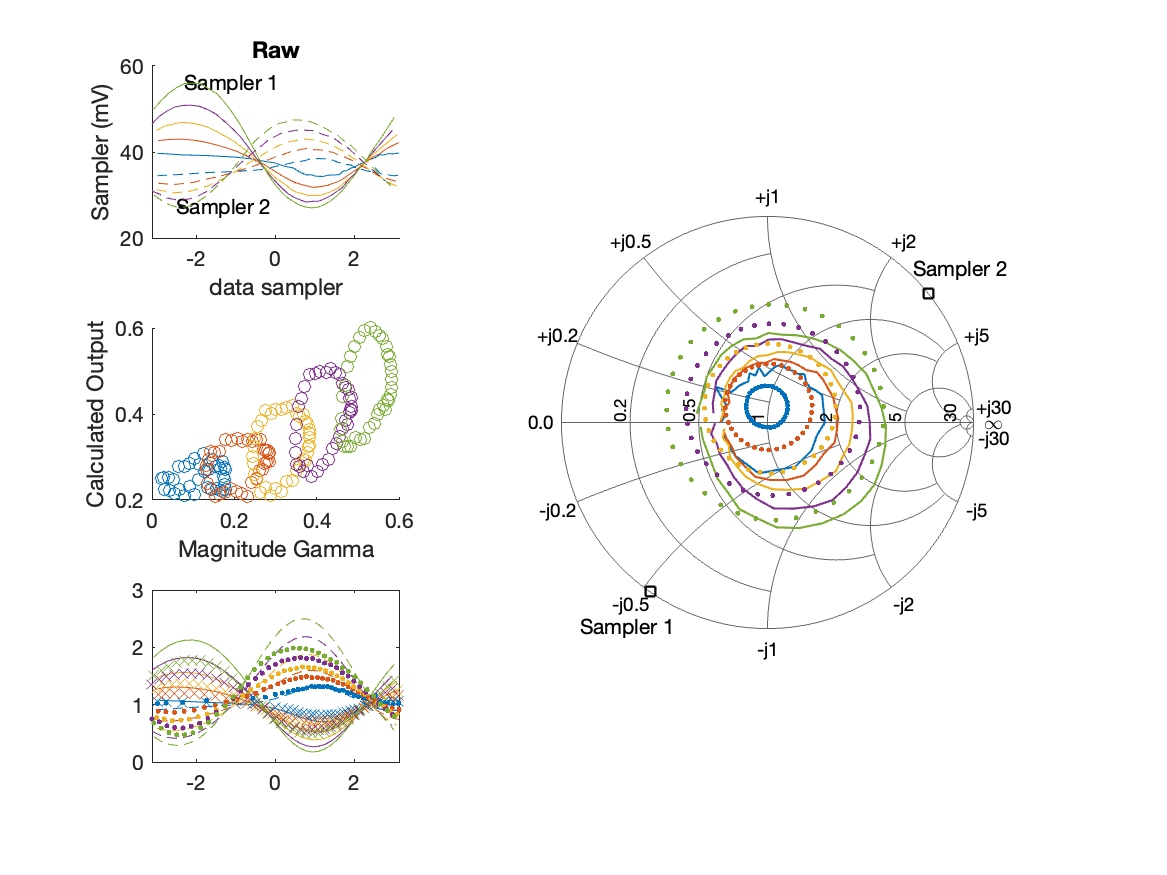 Raw
60
Sampler 1
40
Sampler 2
20
-2 0 2
Sampler (mV)
data sampler
0.6
0.4
0.2
0 0.2 0.4 0.6
Calculated Output
Magnitude Gamma
3
2
1
0
-2 0 2
+j1
+j0.5 +j2
Sampler 2
+j0.2 +j5
0.0 0.2 0.5 1 2 5 30 +j30
∞
-j30
-j0.2 -j5
-j0.5 -j2
Sampler 1
-j1